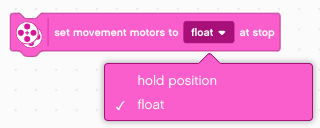 set movement motors to float at stop
hold position
✓ float